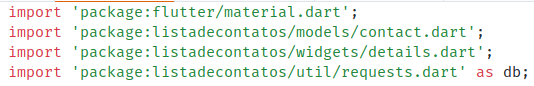 import 'package:flutter/material.dart';
import 'package:listadecontatos/models/contact.dart';
import 'package:listadecontatos/widgets/details.dart';
import 'package:listadecontatos/util/requests.dart' as db;